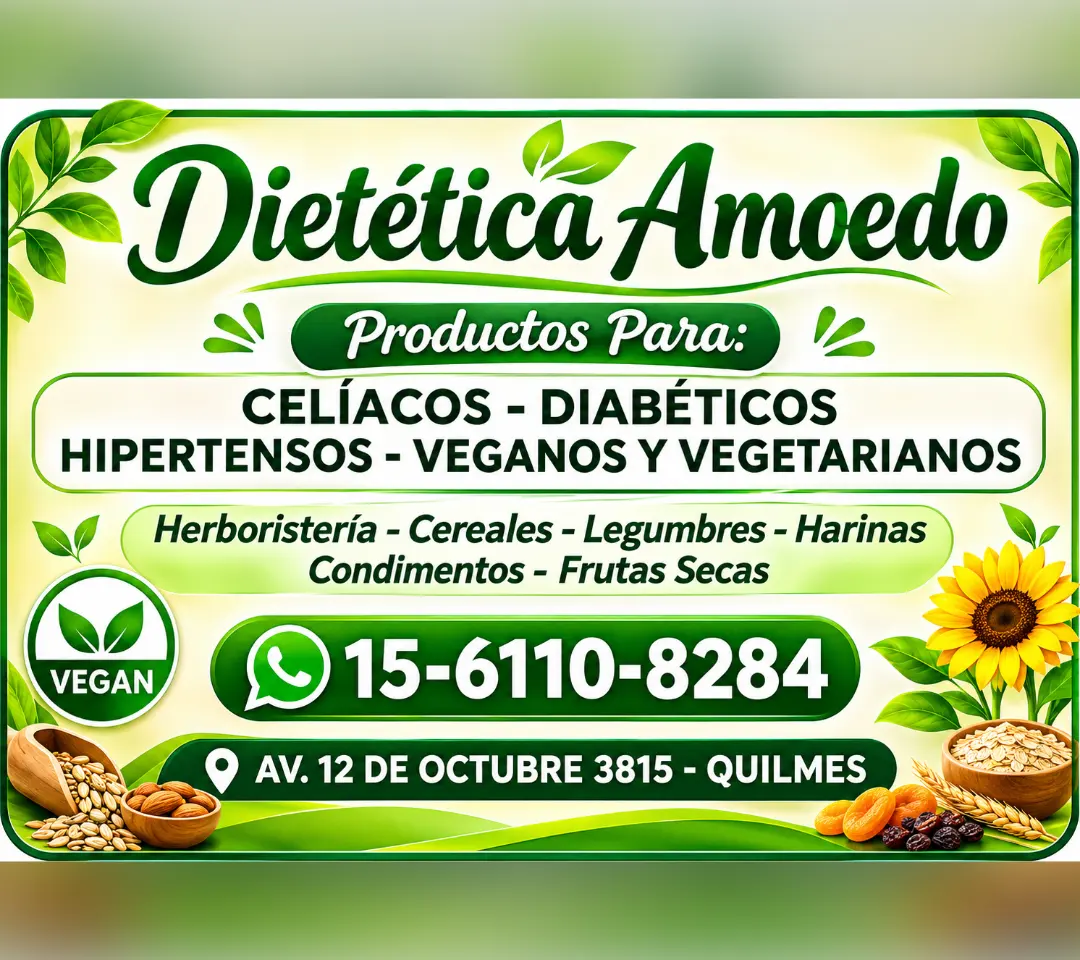 Dietética Amoedo
Productos Para:
CELÍACOS - DIABÉTICOS
HIPERTENSOS - VEGANOS Y VEGETARIANOS
Herboristería - Cereales - Legumbres - Harinas
Condimentos - Frutas Secas
VEGAN
15-6110-8284
AV. 12 DE OCTUBRE 3815 - QUILMES